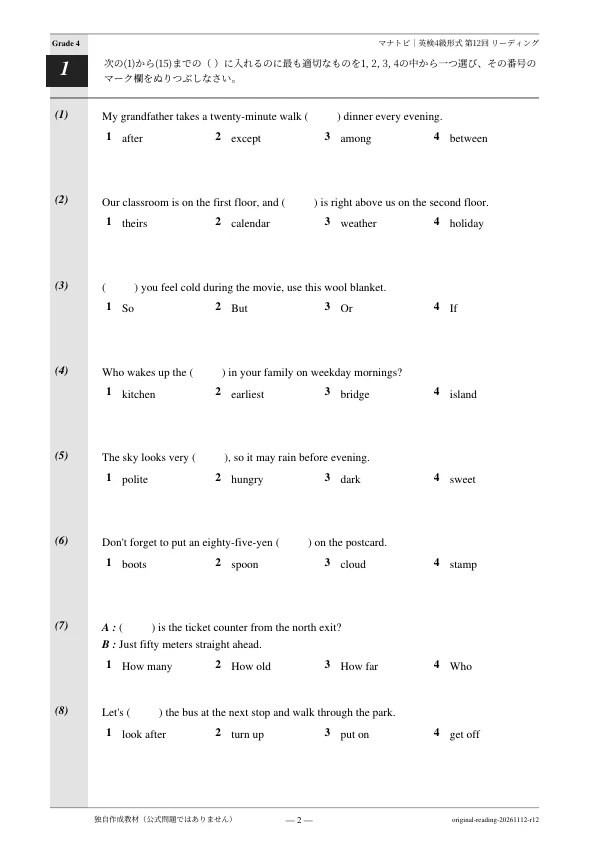 Grade 4
マナトビ｜英検4級形式 第12回 リーディング
1
次の(1)から(15)までの（ ）に入れるのに最も適切なものを1, 2, 3, 4の中から一つ選び、その番号の
マーク欄をぬりつぶしなさい。
(1)
My grandfather takes a twenty-minute walk (          ) dinner every evening.
1 after 2 except 3 among 4 between
(2)
Our classroom is on the first floor, and (          ) is right above us on the second floor.
1 theirs 2 calendar 3 weather 4 holiday
(3)
(          ) you feel cold during the movie, use this wool blanket.
1 So 2 But 3 Or 4 If
(4)
Who wakes up the (          ) in your family on weekday mornings?
1 kitchen 2 earliest 3 bridge 4 island
(5)
The sky looks very (          ), so it may rain before evening.
1 polite 2 hungry 3 dark 4 sweet
(6)
Don't forget to put an eighty-five-yen (          ) on the postcard.
1 boots 2 spoon 3 cloud 4 stamp
(7)
A : (          ) is the ticket counter from the north exit?
B : Just fifty meters straight ahead.
1 How many 2 How old 3 How far 4 Who
(8)
Let's (          ) the bus at the next stop and walk through the park.
1 look after 2 turn up 3 put on 4 get off
独自作成教材（公式問題ではありません）
— 2 —
original-reading-20261112-r12